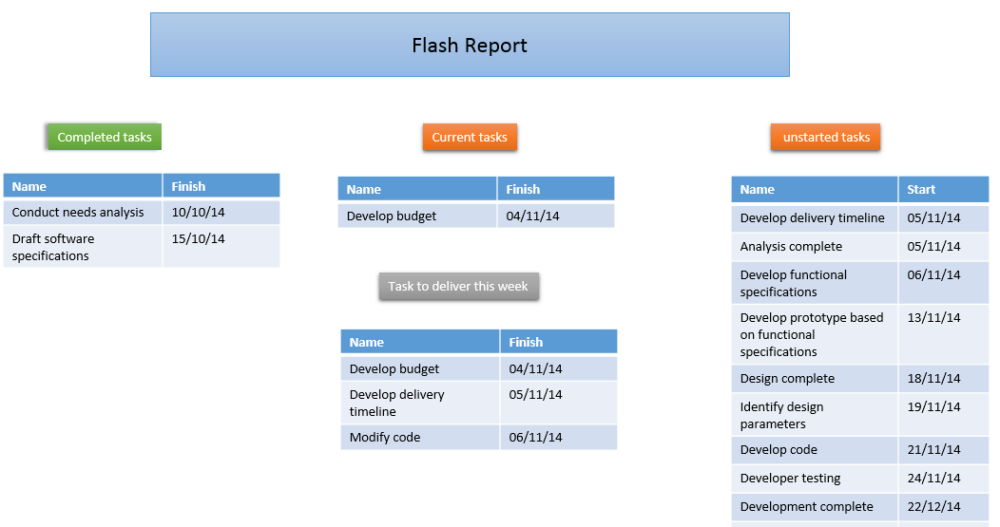 Flash Report
Completed tasks
Name Finish
Conduct needs analysis 10/10/14
Draft software 15/10/14
specifications
Current tasks
Name Finish
Develop budget 04/11/14
Task to deliver this week
Name Finish
Develop budget 04/11/14
Develop delivery 05/11/14
timeline
Modify code 06/11/14
unstarted tasks
Name Start
Develop delivery timeline 05/11/14
Analysis complete 05/11/14
Develop functional 06/11/14
specifications
Develop prototype based 13/11/14
on functional
specifications
Design complete 18/11/14
Identify design 19/11/14
parameters
Develop code 21/11/14
Developer testing 24/11/14
Development complete 22/12/14